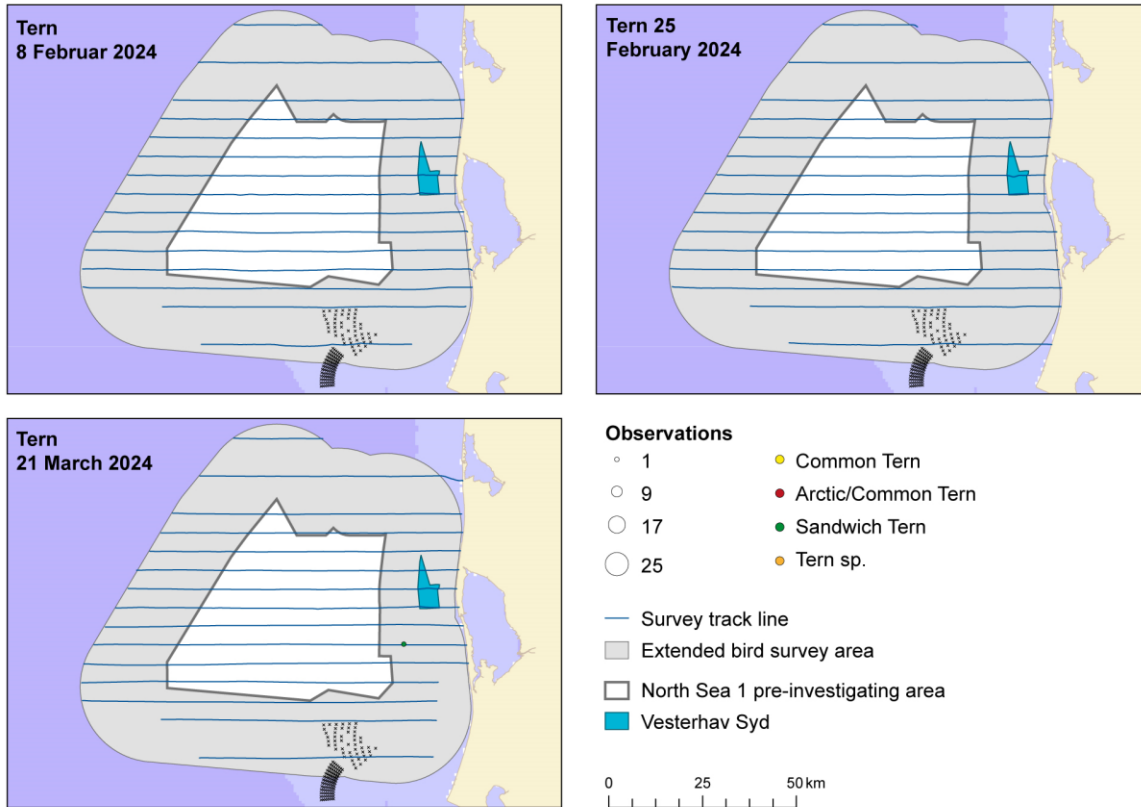 Tern
8 Februar 2024
Tern 25
February 2024
Tern
21 March 2024
Observations
1
9
17
25
Common Tern
Arctic/Common Tern
Sandwich Tern
Tern sp.
Survey track line
Extended bird survey area
North Sea 1 pre-investigating area
Vesterhav Syd
0 25 50 km